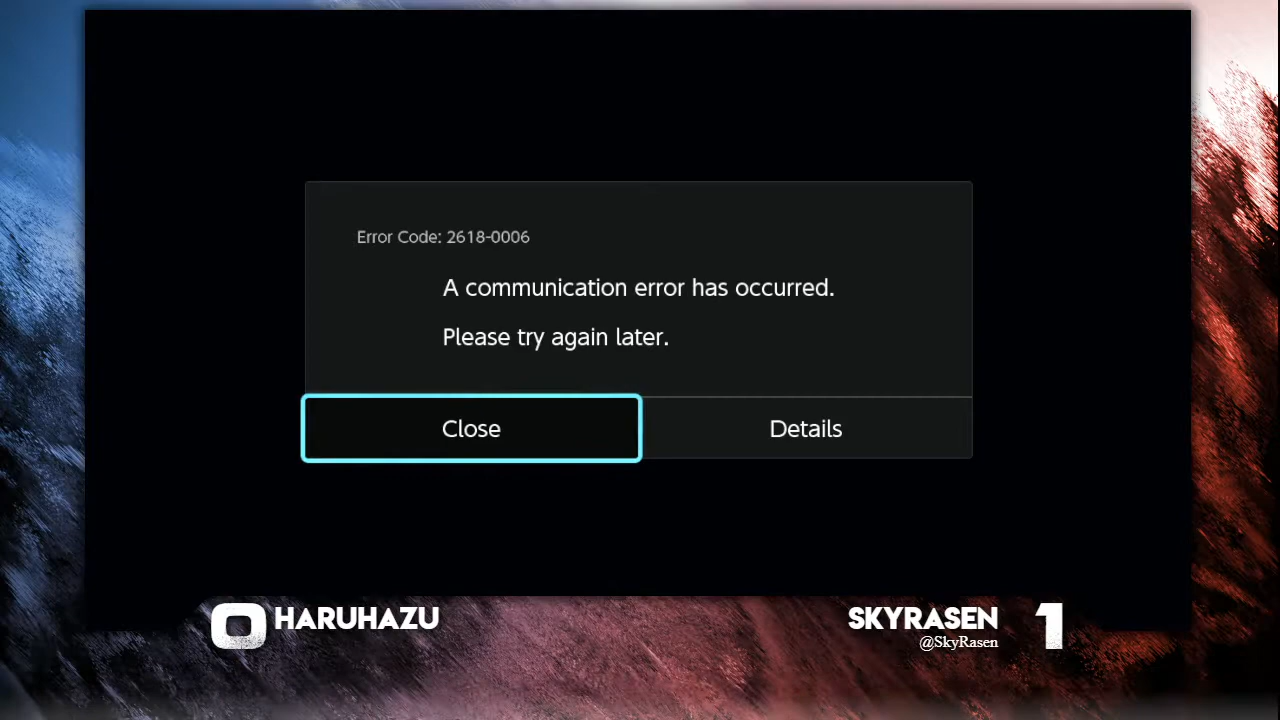 Error Code: 2618-0006
A communication error has occurred.
Please try again later.
Close
Details
0 HARUHAZU
SKYRASEN 1
@SkyRasen